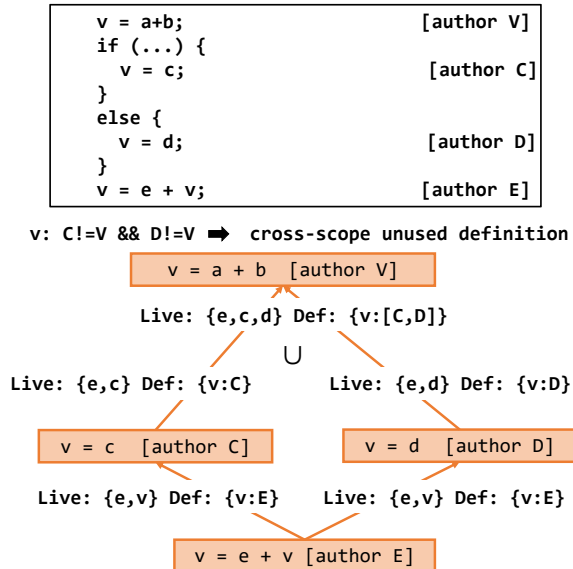 v = a+b; [author V]
if (...) {
v = c; [author C]
}
else {
v = d; [author D]
}
v = e + v; [author E]
v: C!=V && D!=V ➡ cross-scope unused definition
v = a + b [author V]
Live: {e,c,d} Def: {v:[C,D]}
∪
Live: {e,c} Def: {v:C} Live: {e,d} Def: {v:D}
v = c [author C] v = d [author D]
Live: {e,v} Def: {v:E} Live: {e,v} Def: {v:E}
v = e + v [author E]